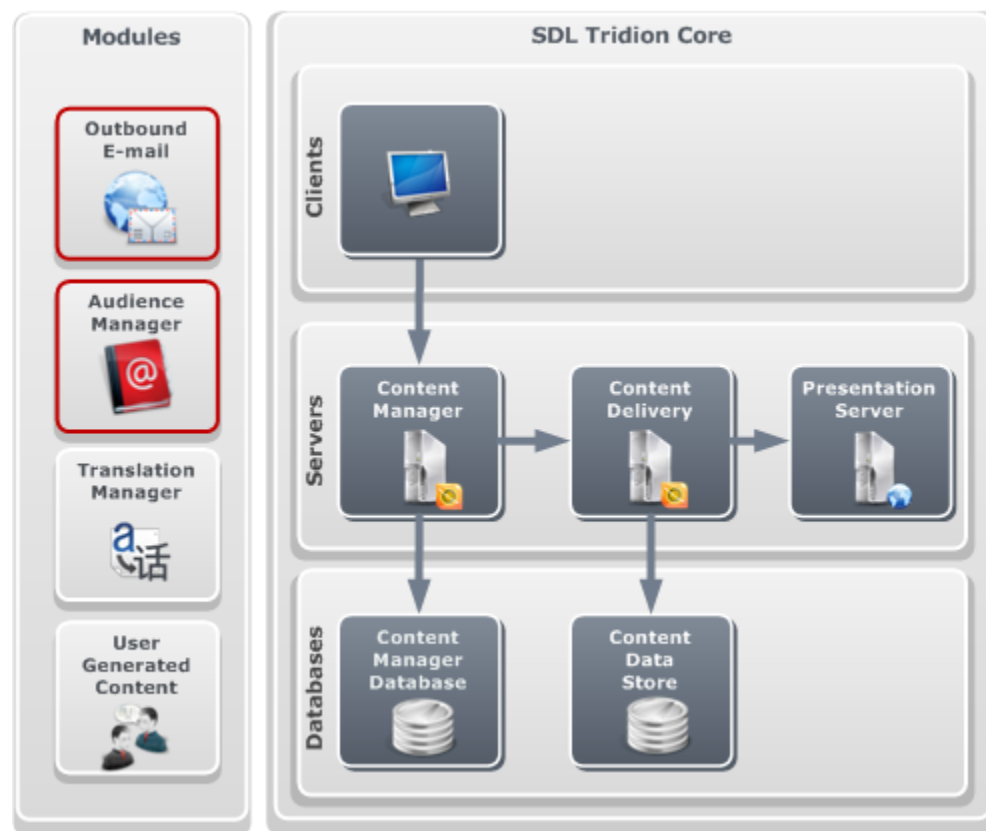 Modules
Outbound
E-mail
Audience
Manager
@
Translation
Manager
a
话
User
Generated
Content
SDL Tridion Core
Clients
Servers
Content
Manager
Content
Delivery
Presentation
Server
Databases
Content
Manager
Database
Content
Data
Store